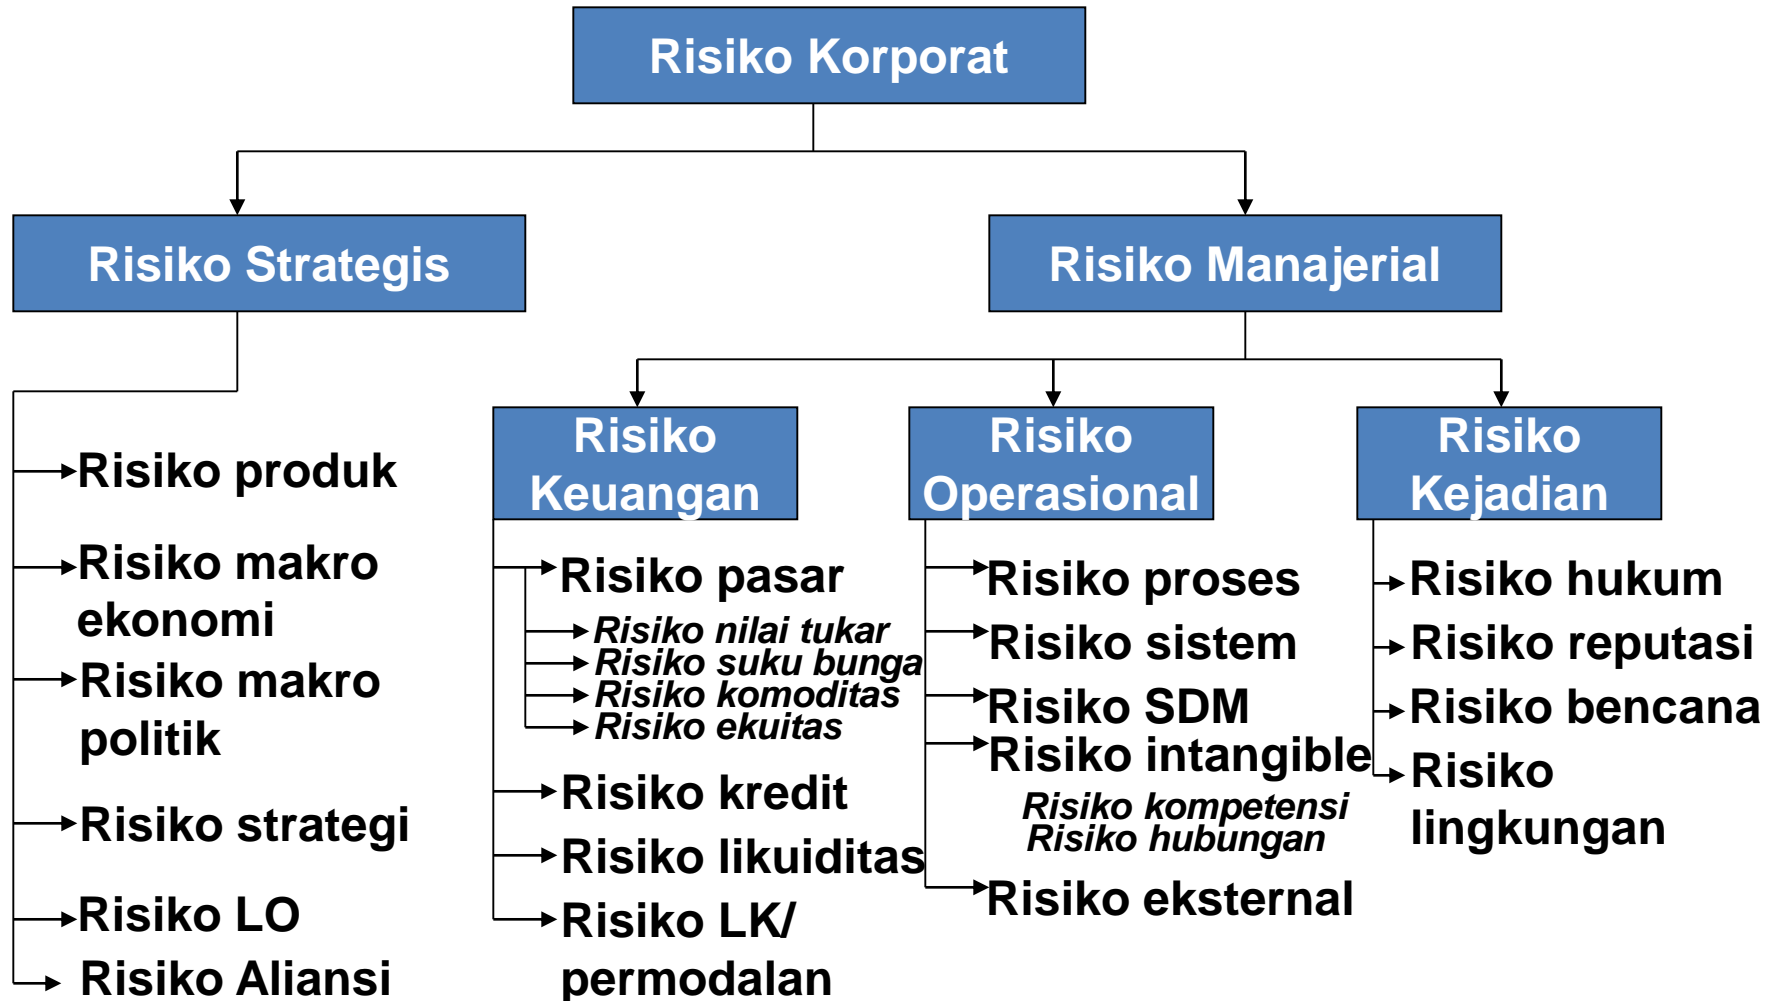 Risiko Korporat
Risiko Strategis
Risiko Manajerial
Risiko produk
Risiko makro
ekonomi
Risiko makro
politik
Risiko strategi
Risiko LO
Risiko Aliansi
Risiko
Keuangan
Risiko pasar
Risiko nilai tukar
Risiko suku bunga
Risiko komoditas
Risiko ekuitas
Risiko kredit
Risiko likuiditas
Risiko LK/
permodalan
Risiko
Operasional
Risiko proses
Risiko sistem
Risiko SDM
Risiko intangible
Risiko kompetensi
Risiko hubungan
Risiko eksternal
Risiko
Kejadian
Risiko hukum
Risiko reputasi
Risiko bencana
Risiko
lingkungan